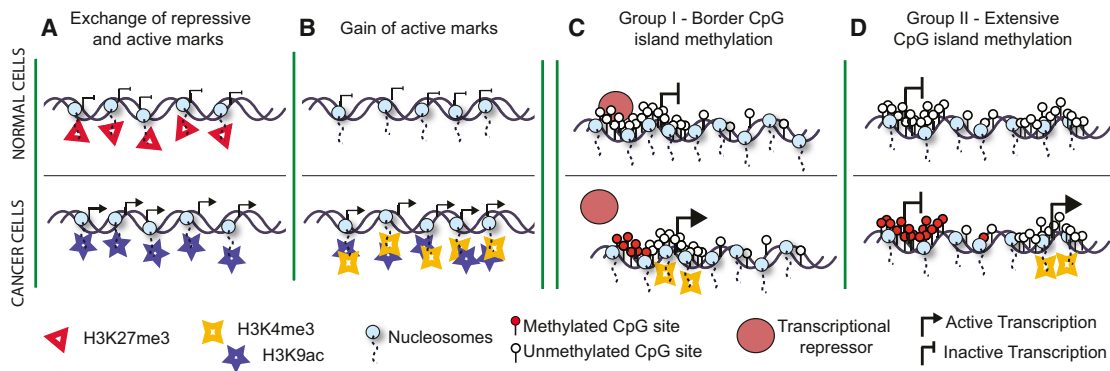 A
Exchange of repressive
and active marks
B
Gain of active marks
C
Group I - Border CpG
island methylation
D
Group II - Extensive
CpG island methylation
NORMAL CELLS
CANCER CELLS
H3K27me3
H3K4me3
H3K9ac
Nucleosomes
Methylated CpG site
Unmethylated CpG site
Transcriptional
repressor
Active Transcription
Inactive Transcription